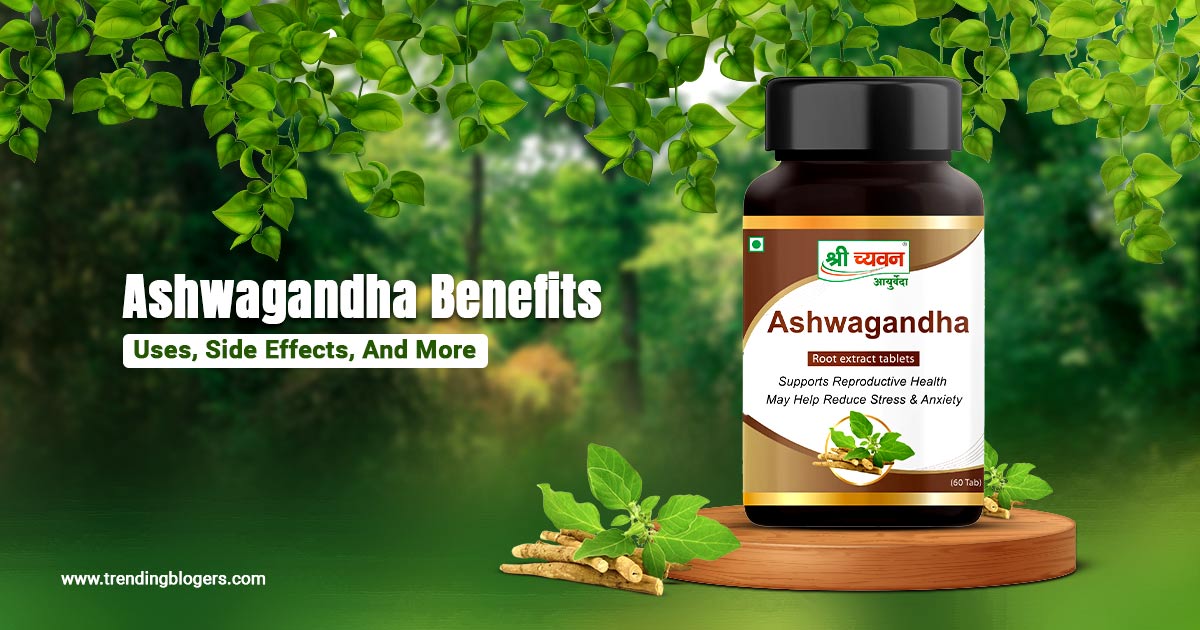 Ashwagandha Benefits
Uses, Side Effects, And More
www.trendingblogers.com
श्री च्यवन
®
आयुर्वेदा
Ashwagandha
Root extract tablets
Supports Reproductive Health
May Help Reduce Stress & Anxiety
(60 Tab)